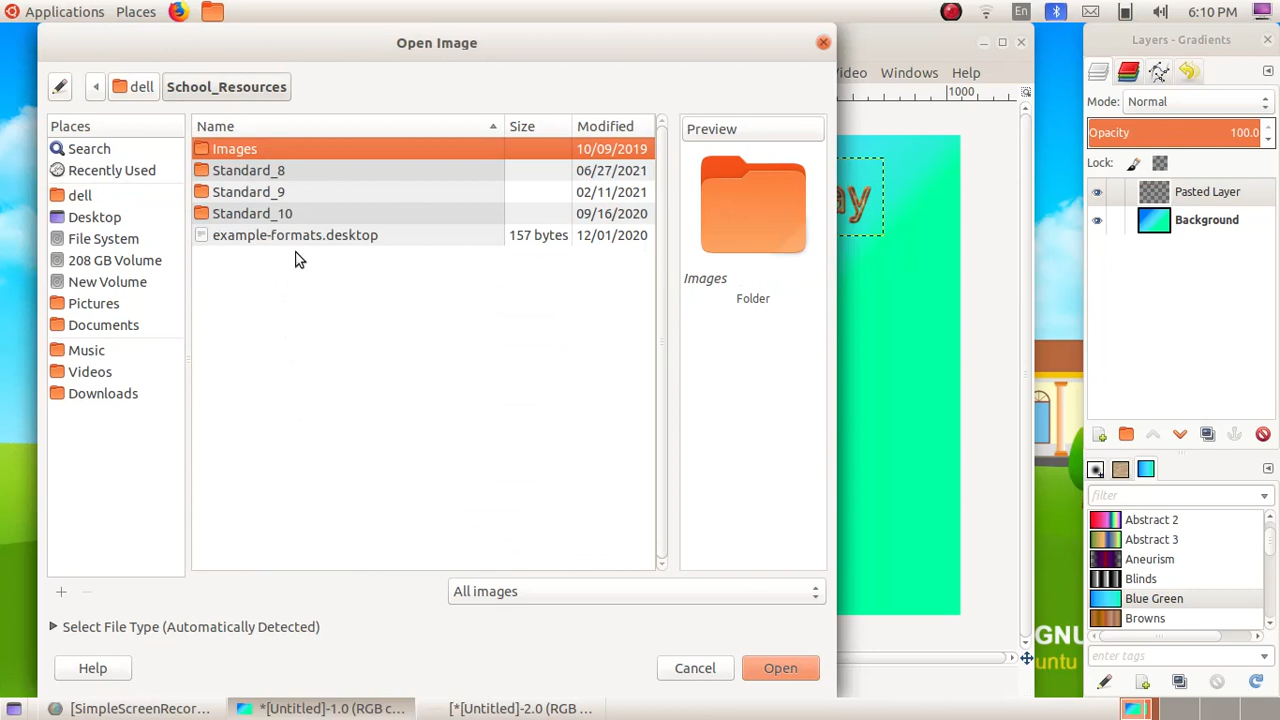 Applications Places En 6:10 PM
Open Image
Layers - Gradients
ideo Windows Help
dell School_Resources
1000
Mode: Normal
Places Name Size Modified Preview
Opacity 100.0
Search Images 10/09/2019
Recently Used Standard_8 06/27/2021
Lock:
dell Standard_9 02/11/2021
Pasted Layer
Desktop Standard_10 09/16/2020
ay
Background
File System example-formats.desktop 157 bytes 12/01/2020
208 GB Volume
New Volume
Images
Folder
Pictures
Documents
Music
Videos
Downloads
filter
Abstract 2
Abstract 3
Aneurism
Blinds
Blue Green
Browns
All images
Select File Type (Automatically Detected)
GNU
untu
enter tags
Help Cancel Open
[SimpleScreenRecor... *[Untitled]-1.0 (RGB c... [*[Untitled]-2.0 (RGB ...